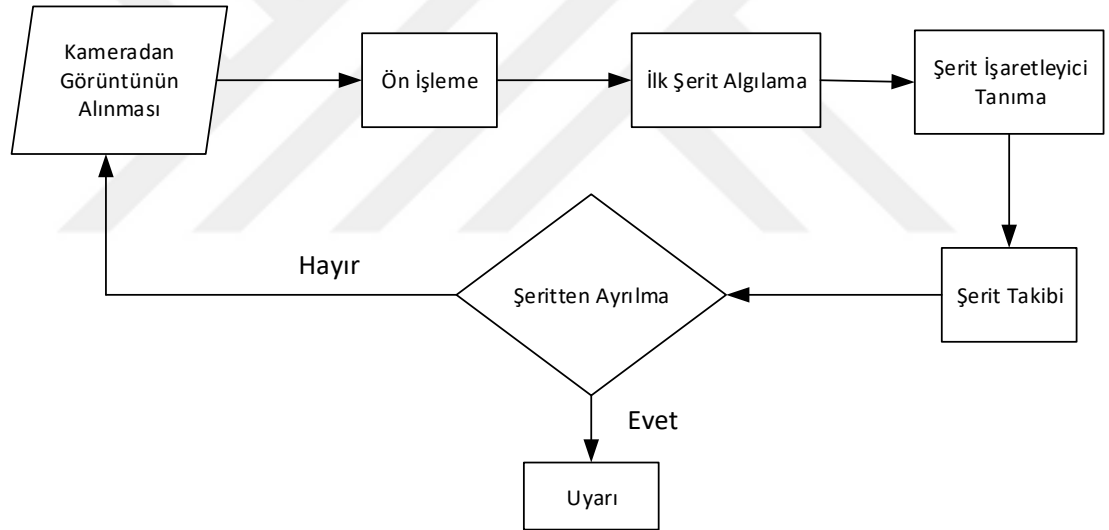 Kameradan
Görüntünün
Alınması
Ön İşleme
İlk Şerit Algılama
Şerit İşaretleyici
Tanıma
Şerit Takibi
Şeritten Ayrılma
Hayır
Evet
Uyarı